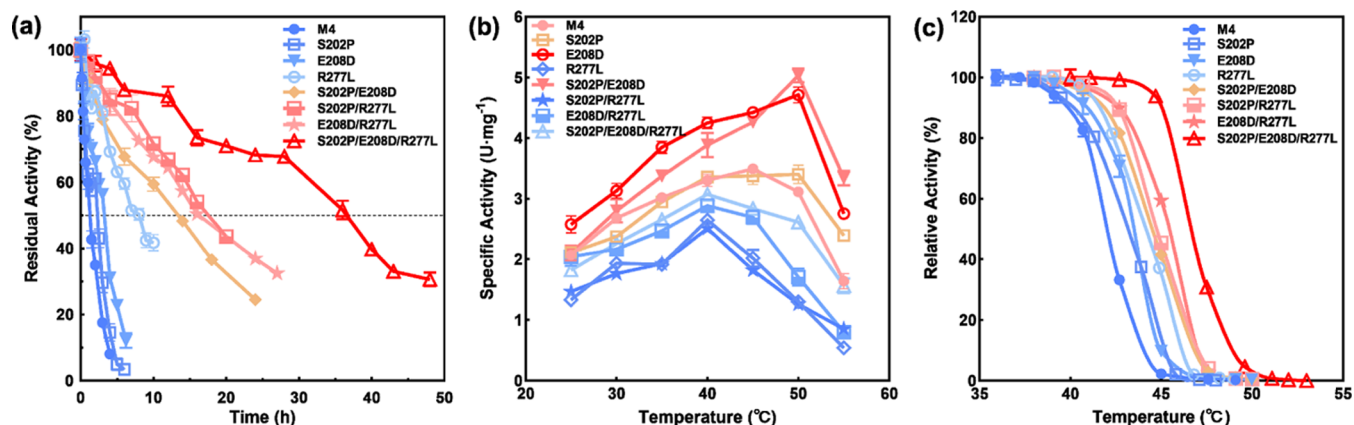 (a)
Residual Activity (%)
100
80
60
40
20
0
0 10 20 30 40 50
Time (h)
M4
S202P
E208D
R277L
S202P/E208D
S202P/R277L
E208D/R277L
S202P/E208D/R277L
(b)
Specific Activity (U·mg⁻¹)
6
5
4
3
2
1
0
20 30 40 50 60
Temperature (℃)
M4
S202P
E208D
R277L
S202P/E208D
S202P/R277L
E208D/R277L
S202P/E208D/R277L
(c)
Relative Activity (%)
120
100
80
60
40
20
0
35 40 45 50 55
Temperature (℃)
M4
S202P
E208D
R277L
S202P/E208D
S202P/R277L
E208D/R277L
S202P/E208D/R277L